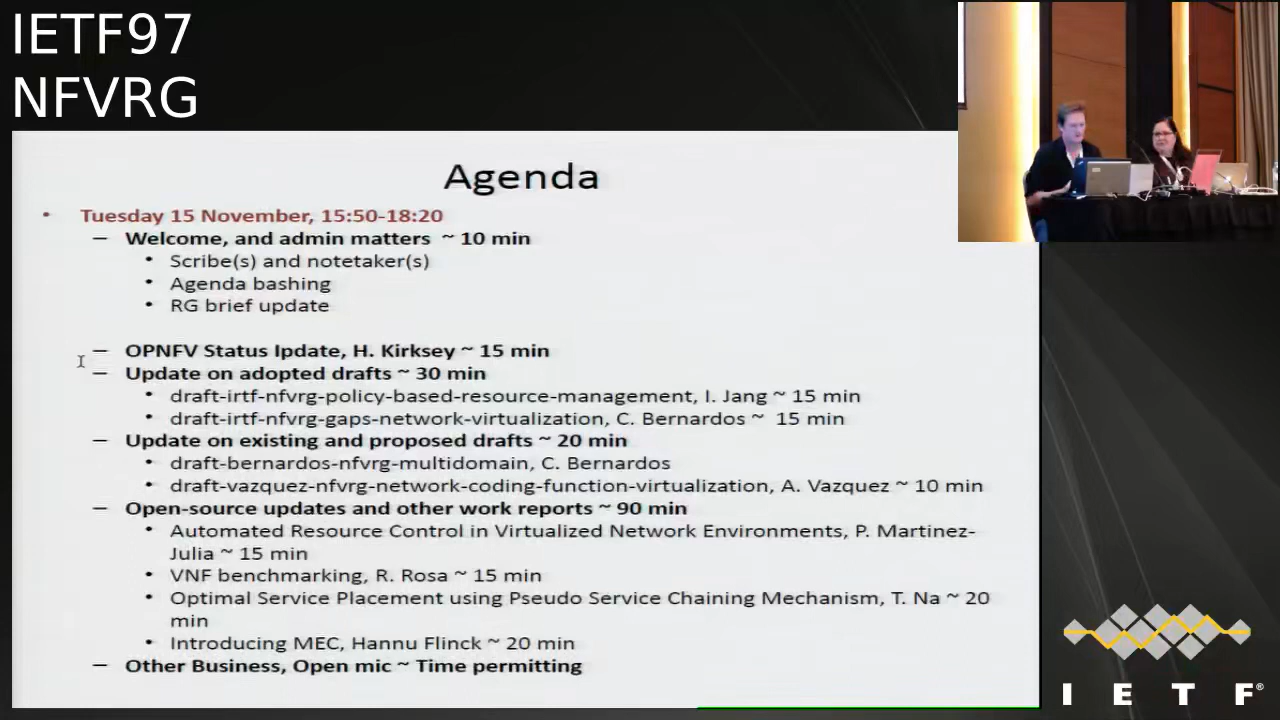 IETF97
NFVRG
Agenda
• Tuesday 15 November, 15:50-18:20
– Welcome, and admin matters ~ 10 min
• Scribe(s) and notetaker(s)
• Agenda bashing
• RG brief update
– OPNFV Status Ipdate, H. Kirksey ~ 15 min
– Update on adopted drafts ~ 30 min
• draft-irtf-nfvrg-policy-based-resource-management, I. Jang ~ 15 min
• draft-irtf-nfvrg-gaps-network-virtualization, C. Bernardos ~ 15 min
– Update on existing and proposed drafts ~ 20 min
• draft-bernardos-nfvrg-multidomain, C. Bernardos
• draft-vazquez-nfvrg-network-coding-function-virtualization, A. Vazquez ~ 10 min
– Open-source updates and other work reports ~ 90 min
• Automated Resource Control in Virtualized Network Environments, P. Martinez-
Julia ~ 15 min
• VNF benchmarking, R. Rosa ~ 15 min
• Optimal Service Placement using Pseudo Service Chaining Mechanism, T. Na ~ 20
min
• Introducing MEC, Hannu Flinck ~ 20 min
– Other Business, Open mic ~ Time permitting
I E T F®